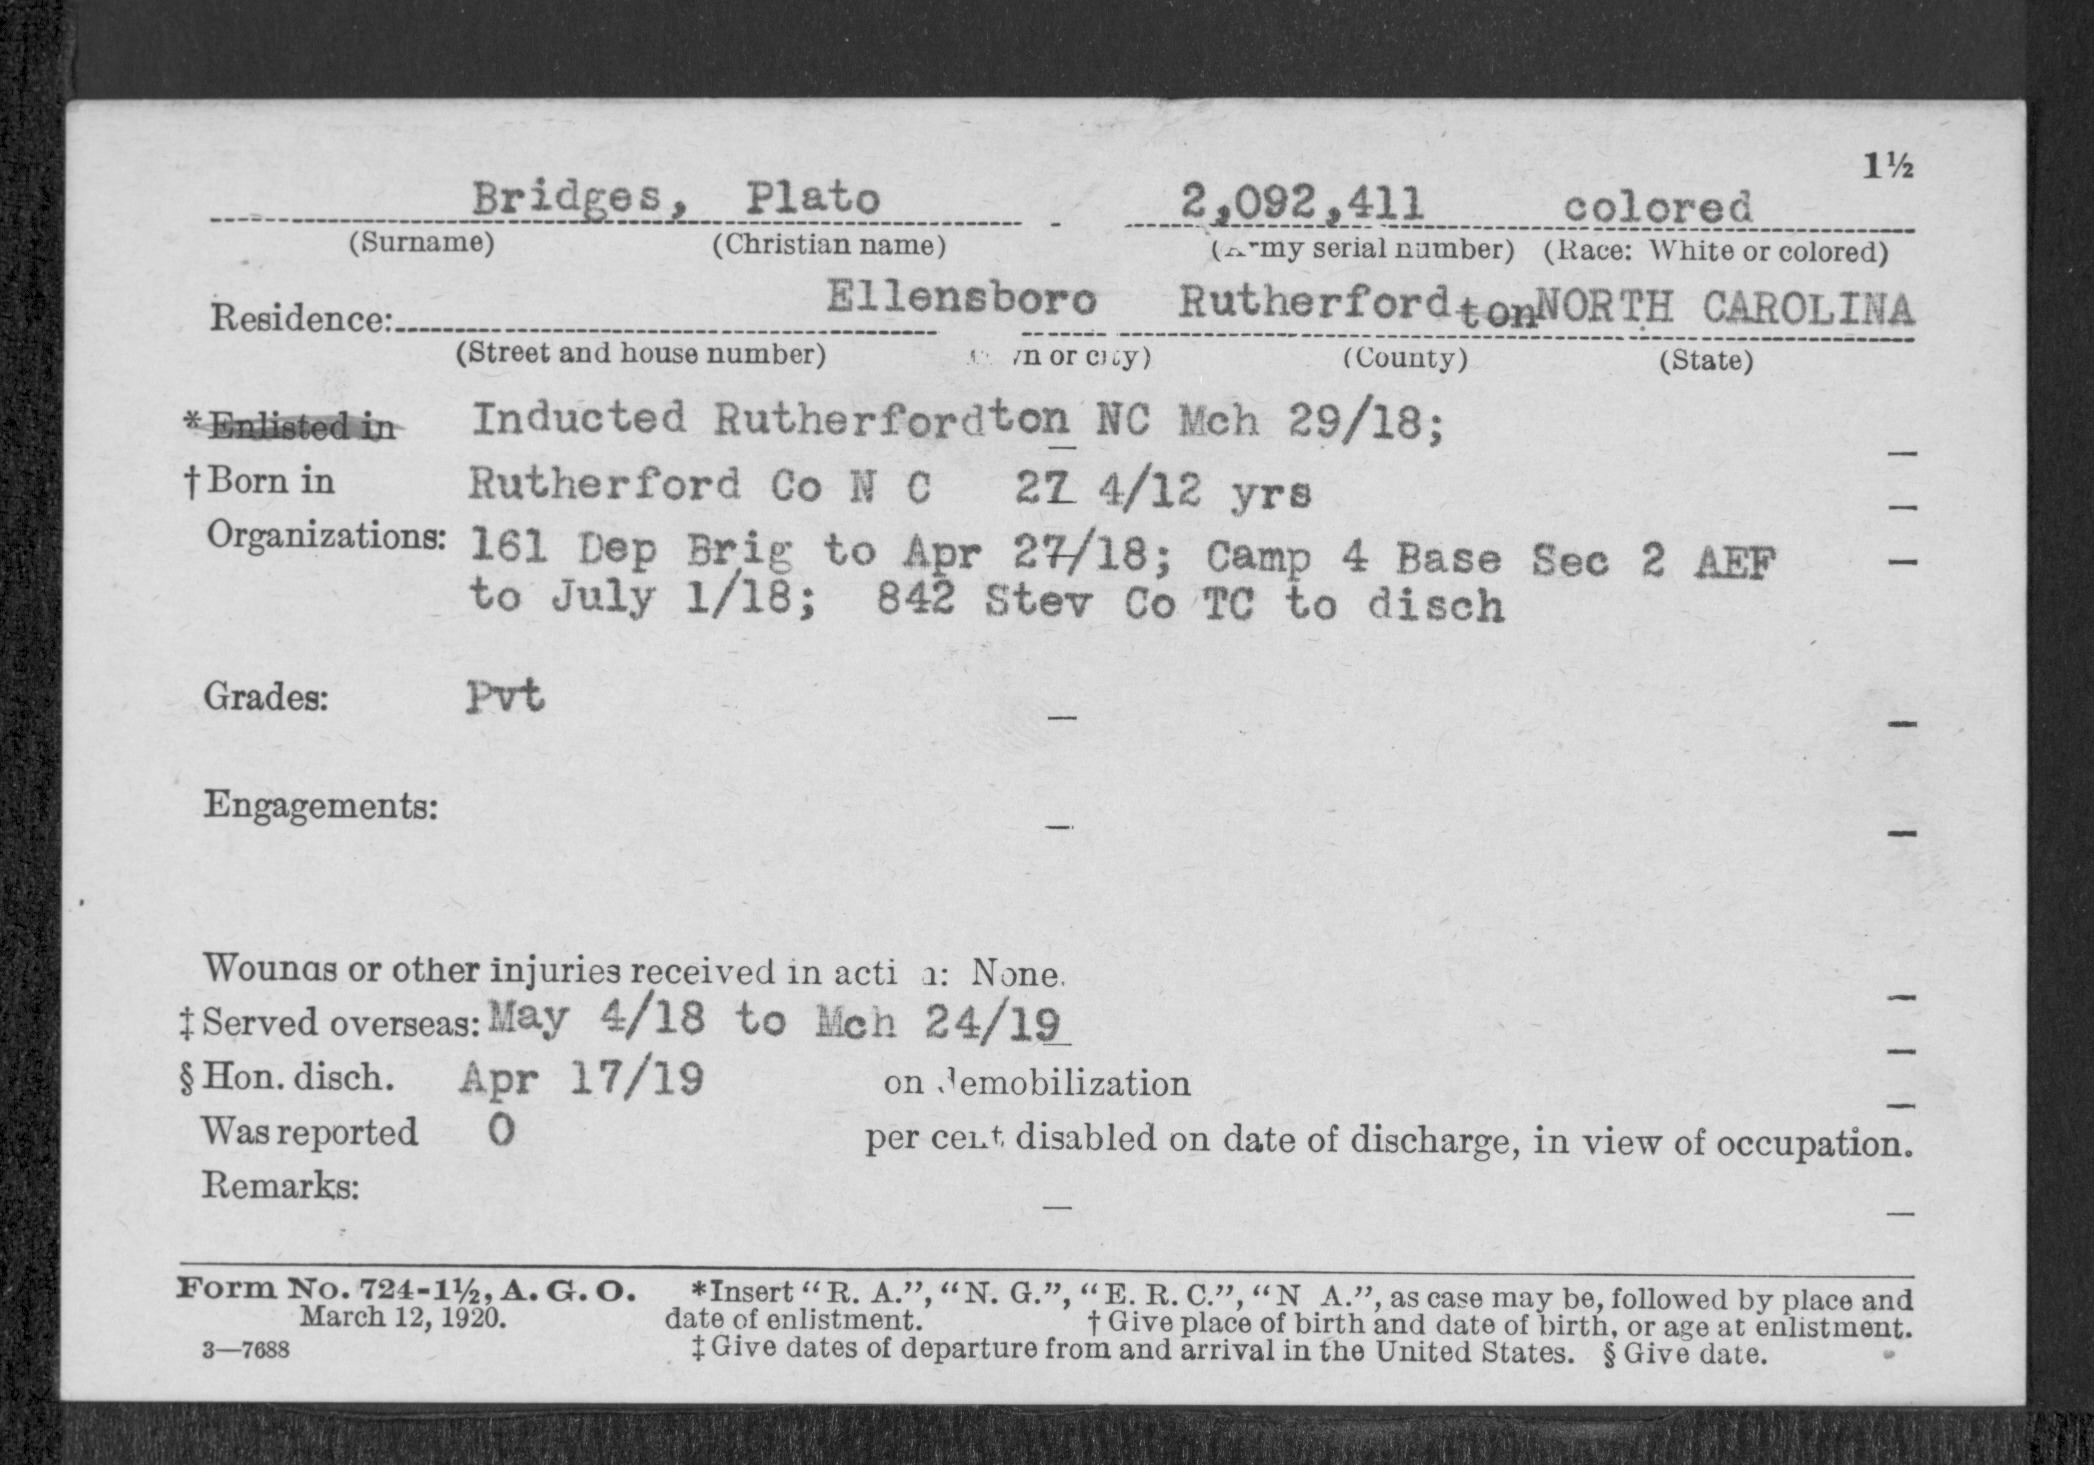 1½
Bridges, Plato 2,092,411 colored
(Surname) (Christian name) (Army serial number) (Race: White or colored)
Residence: Ellensboro Rutherfordton NORTH CAROLINA
(Street and house number) (Town or city) (County) (State)
*Enlisted in Inducted Rutherfordton NC Mch 29/18;
†Born in Rutherford Co N C 27 4/12 yrs
Organizations: 161 Dep Brig to Apr 27/18; Camp 4 Base Sec 2 AEF
to July 1/18; 842 Stev Co TC to disch
Grades: Pvt
Engagements:
Wounds or other injuries received in action: None.
‡Served overseas: May 4/18 to Mch 24/19
§Hon. disch. Apr 17/19 on demobilization
Was reported 0 per cent disabled on date of discharge, in view of occupation.
Remarks:
Form No. 724-1½, A. G. O. *Insert "R. A.", "N. G.", "E. R. C.", "N A.", as case may be, followed by place and
March 12, 1920. date of enlistment. †Give place of birth and date of birth, or age at enlistment.
3—7688 ‡Give dates of departure from and arrival in the United States. §Give date.